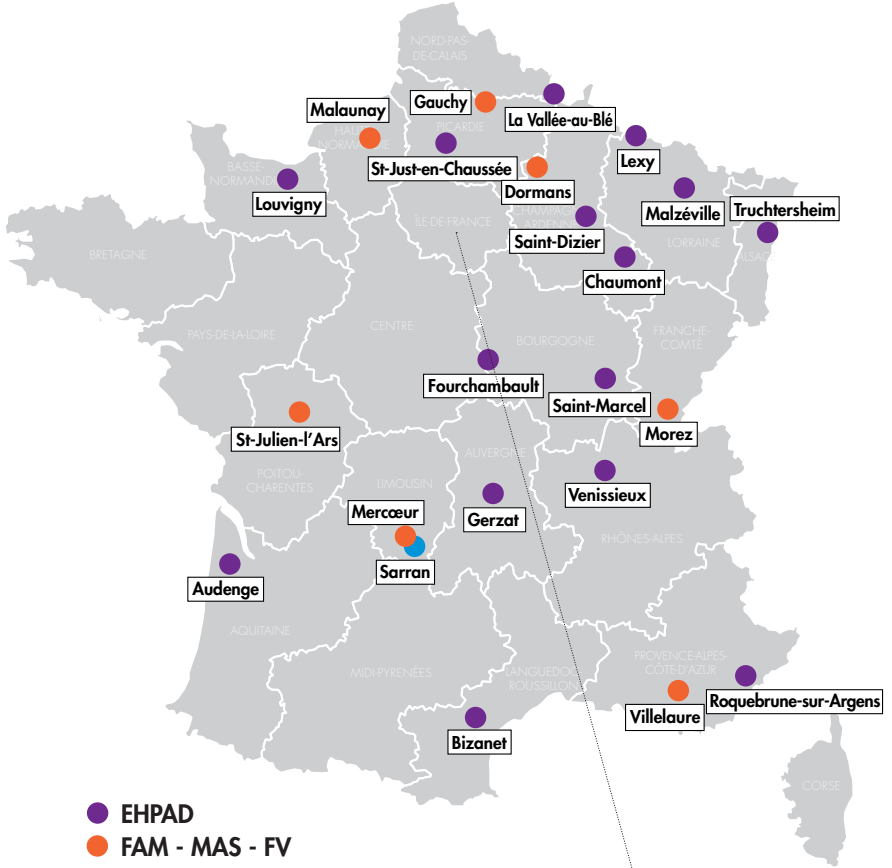 NORD-PAS-
DE-CALAIS
Gauchy
Malaunay
La Vallée-au-Blé
PICARDIE
HAUTE-
NORMANDIE
Lexy
St-Just-en-Chaussée
BASSE-
NORMANDIE
Dormans
Louvigny
Malzéville
Truchtersheim
CHAMPAGNE-
ARDENNE
ÎLE-DE-FRANCE
Saint-Dizier
LORRAINE
BRETAGNE
ALSACE
Chaumont
CENTRE
PAYS-DE-LA-LOIRE
BOURGOGNE
FRANCHE-
COMTÉ
Fourchambault
Saint-Marcel
St-Julien-l'Ars
Morez
AUVERGNE
POITOU-
CHARENTES
LIMOUSIN
Venissieux
Mercœur
Gerzat
RHÔNES-ALPES
Sarran
Audenge
AQUITAINE
MIDI-PYRENÉES
LANGUEDOC
ROUSSILLON
PROVENCE-ALPES-
CÔTE-D'AZUR
Roquebrune-sur-Argens
Villelaure
Bizanet
CORSE
EHPAD
FAM - MAS - FV